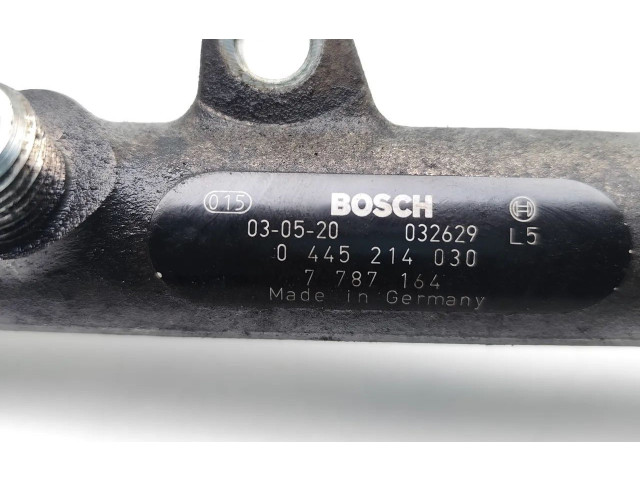 015 BOSCH
03-05-20 032629 L5
0 445 214 030
7 787 164
Made in Germany